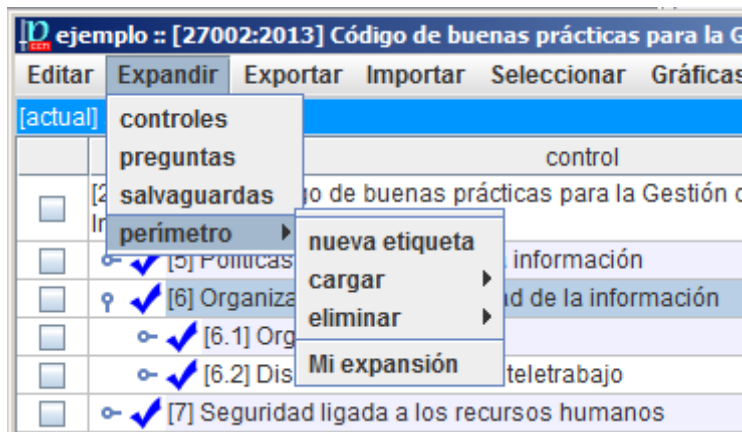 ejemplo :: [27002:2013] Código de buenas prácticas para la G
Editar Expandir Exportar Importar Seleccionar Gráficas
[actual]
controles
preguntas
salvaguardas
perímetro
control
go de buenas prácticas para la Gestión
nueva etiqueta
cargar
eliminar
Mi expansión
[5] Políticas información
[6] Organiza ad de la información
[6.1] Org
[6.2] Dis teletrabajo
[7] Seguridad ligada a los recursos humanos